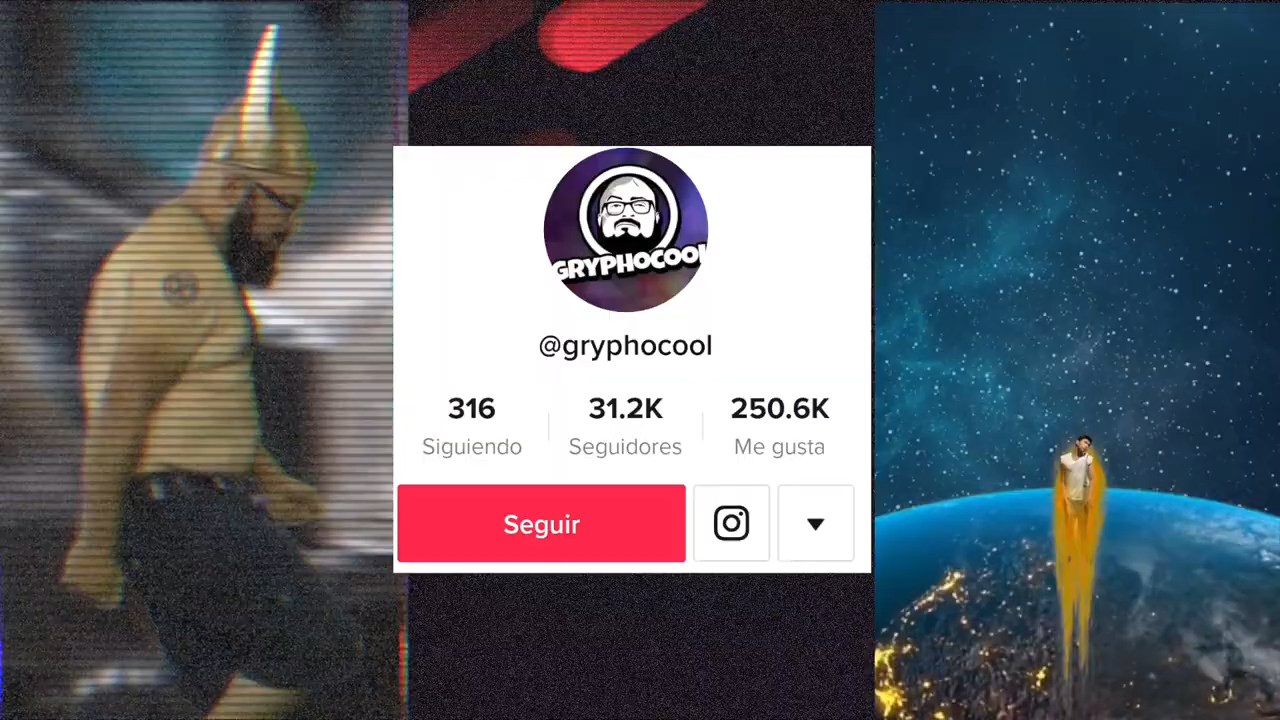 GRYPHOCOOL
@gryphocool
316 31.2K 250.6K
Siguiendo Seguidores Me gusta
Seguir